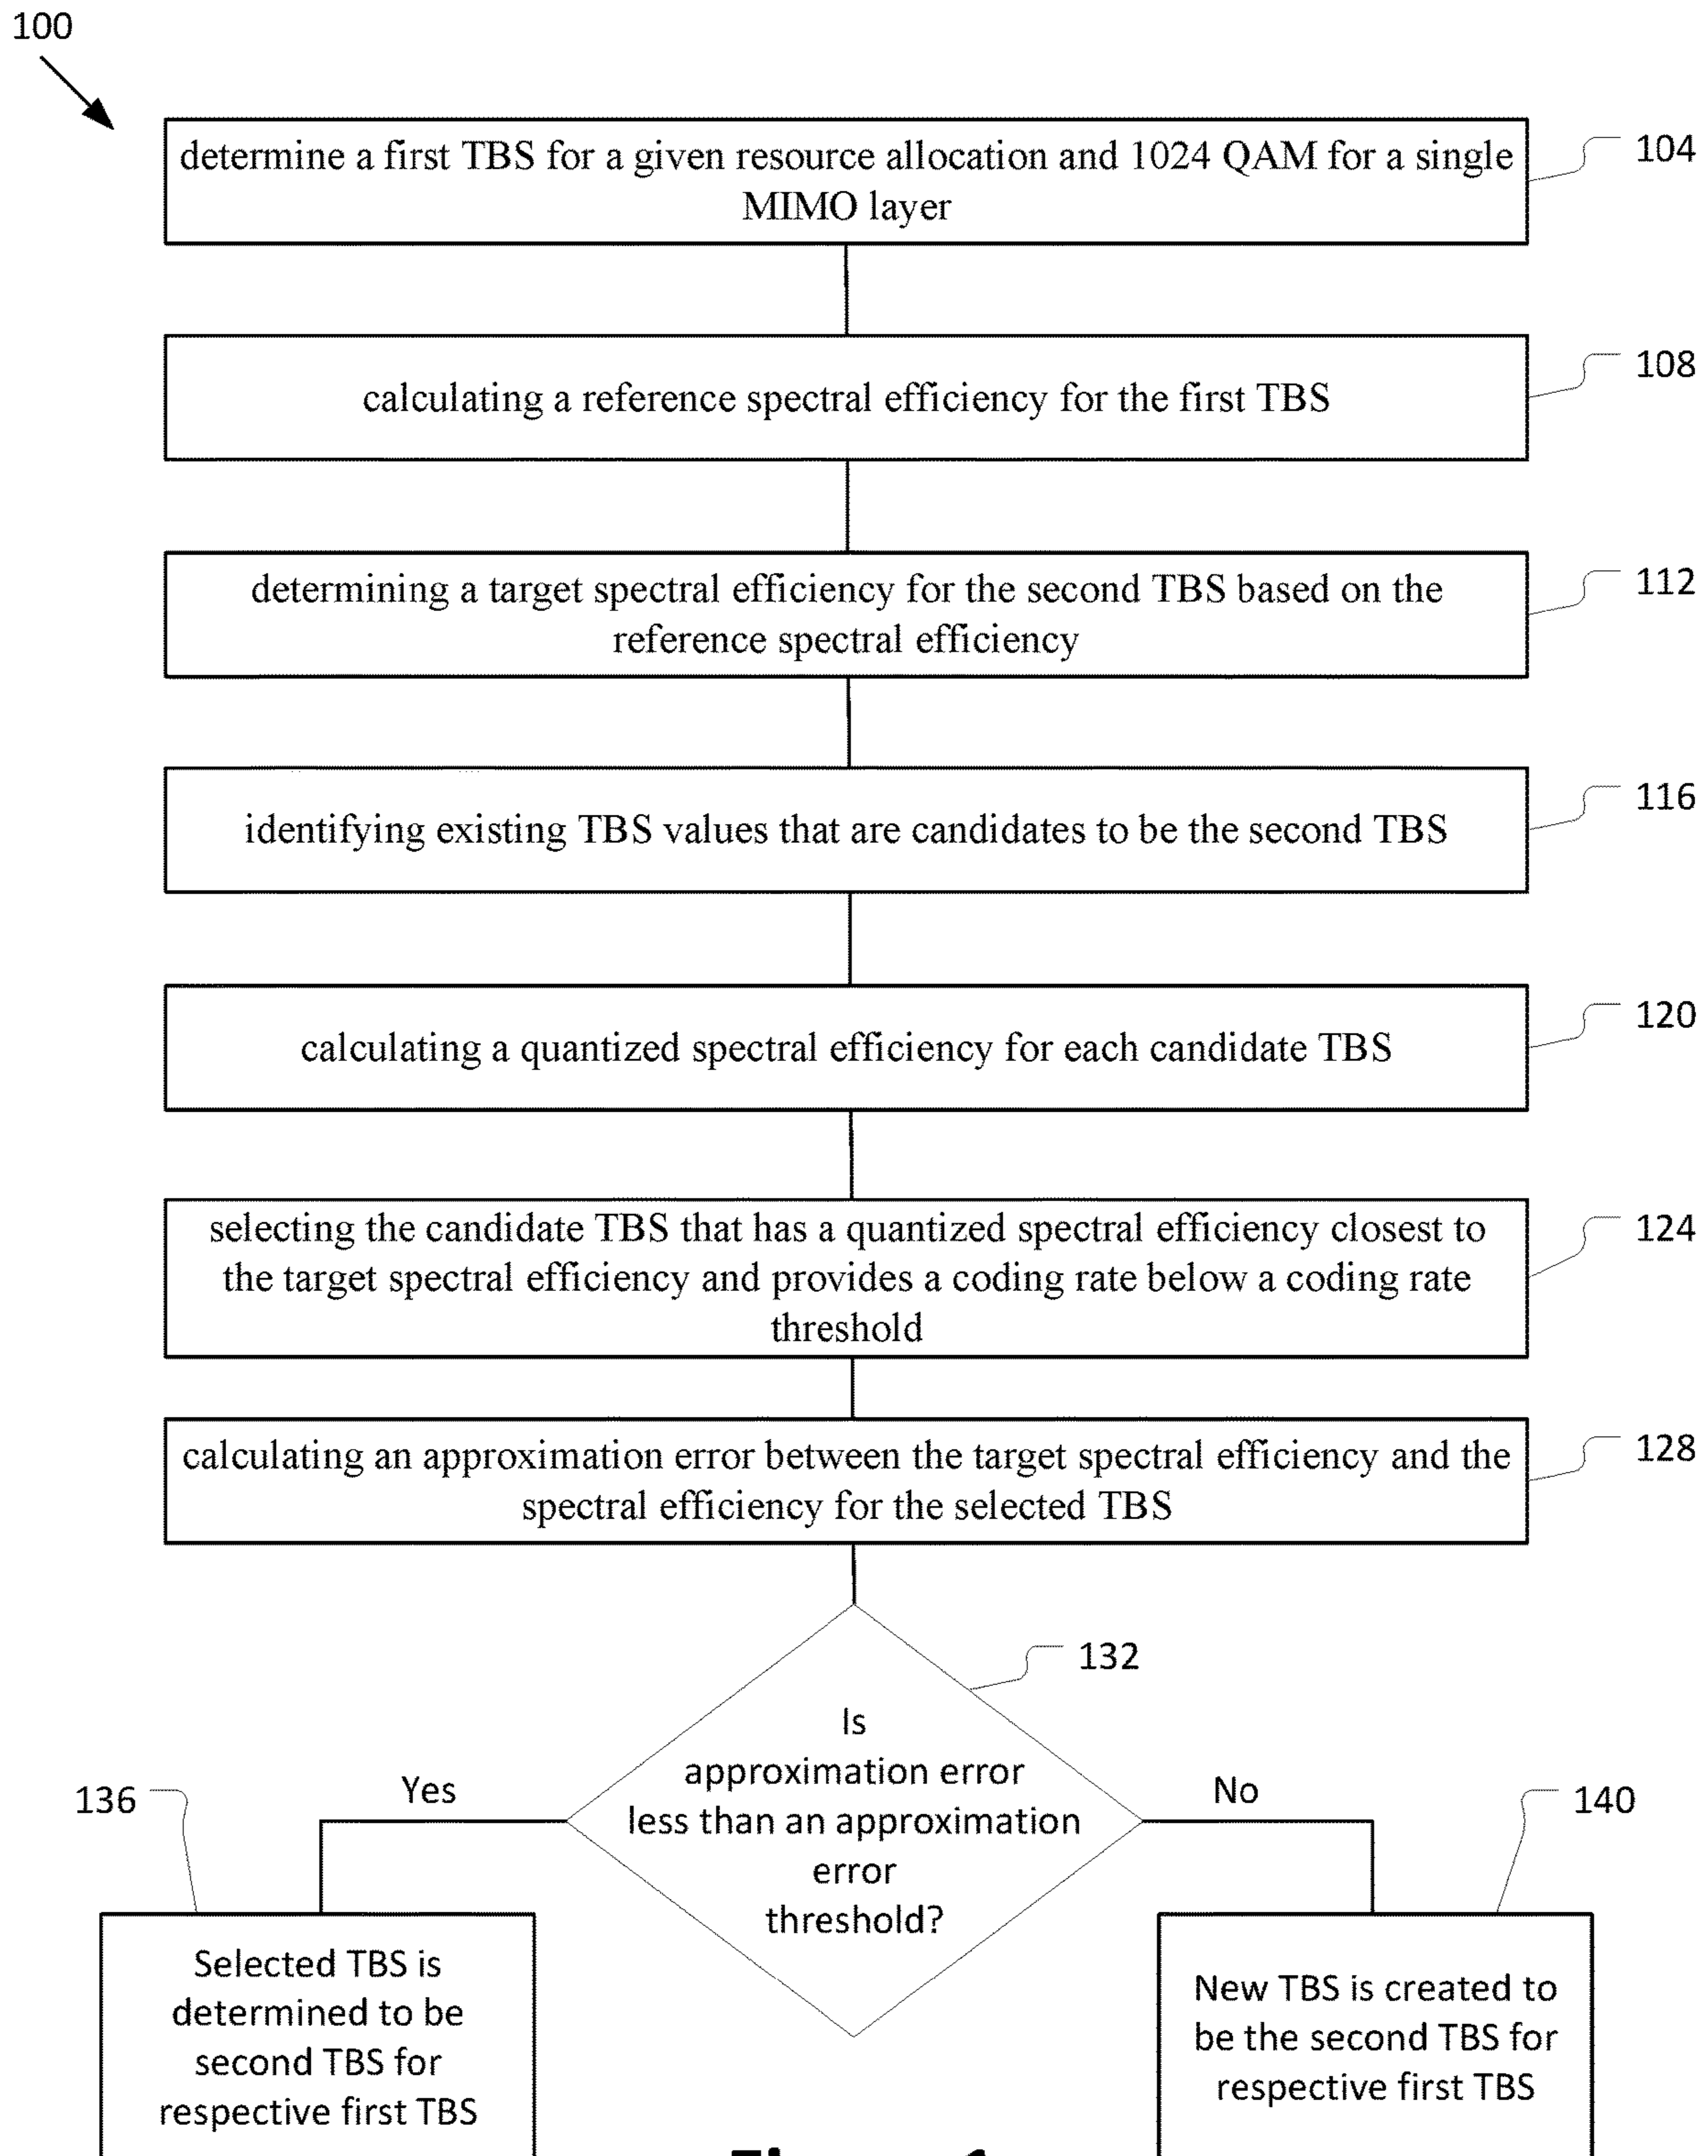 100
determine a first TBS for a given resource allocation and 1024 QAM for a single
MIMO layer
104
calculating a reference spectral efficiency for the first TBS
108
determining a target spectral efficiency for the second TBS based on the
reference spectral efficiency
112
identifying existing TBS values that are candidates to be the second TBS
116
calculating a quantized spectral efficiency for each candidate TBS
120
selecting the candidate TBS that has a quantized spectral efficiency closest to
the target spectral efficiency and provides a coding rate below a coding rate
threshold
124
calculating an approximation error between the target spectral efficiency and the
spectral efficiency for the selected TBS
128
132
Is
approximation error
less than an approximation
error
threshold?
Yes
No
136
140
Selected TBS is
determined to be
second TBS for
respective first TBS
New TBS is created to
be the second TBS for
respective first TBS